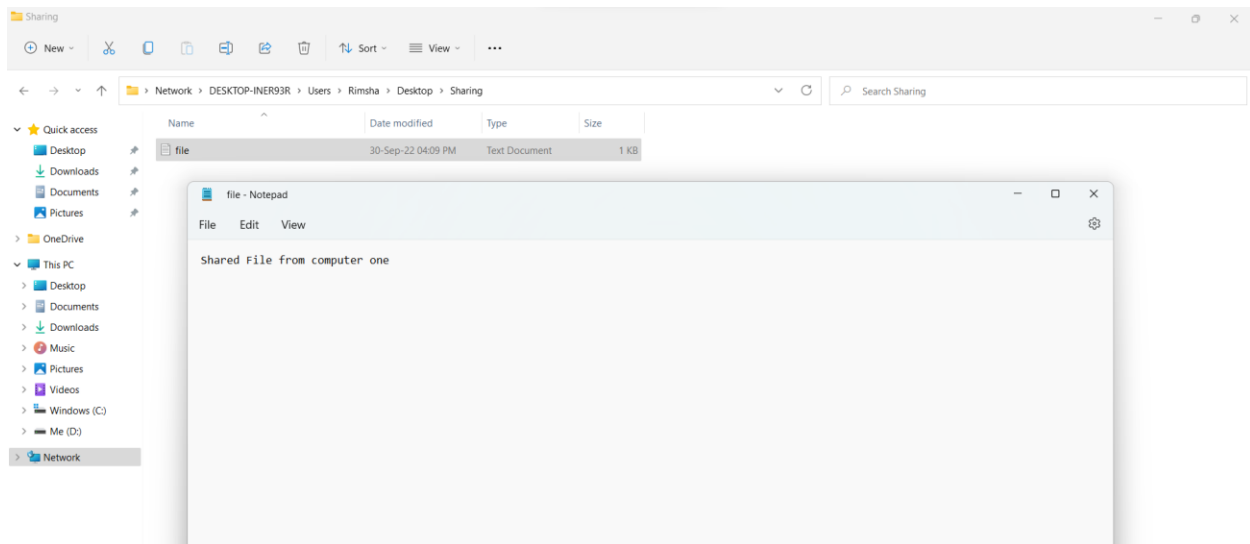 Sharing
New
Sort
View
Network > DESKTOP-INER93R > Users > Rimsha > Desktop > Sharing
Search Sharing
Quick access
Desktop
Downloads
Documents
Pictures
OneDrive
This PC
Desktop
Documents
Downloads
Music
Pictures
Videos
Windows (C:)
Me (D:)
Network
Name Date modified Type Size
file 30-Sep-22 04:09 PM Text Document 1 KB
file - Notepad
File Edit View
Shared File from computer one